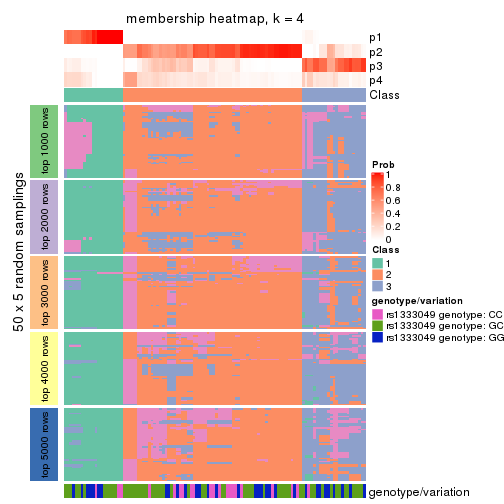 membership heatmap, k = 4
p1
p2
p3
p4
Class
50 x 5 random samplings
top 1000 rows
top 2000 rows
top 3000 rows
top 4000 rows
top 5000 rows
genotype/variation
Prob
1
0.8
0.6
0.4
0.2
0
Class
1
2
3
genotype/variation
rs1333049 genotype: CC
rs1333049 genotype: GC
rs1333049 genotype: GG